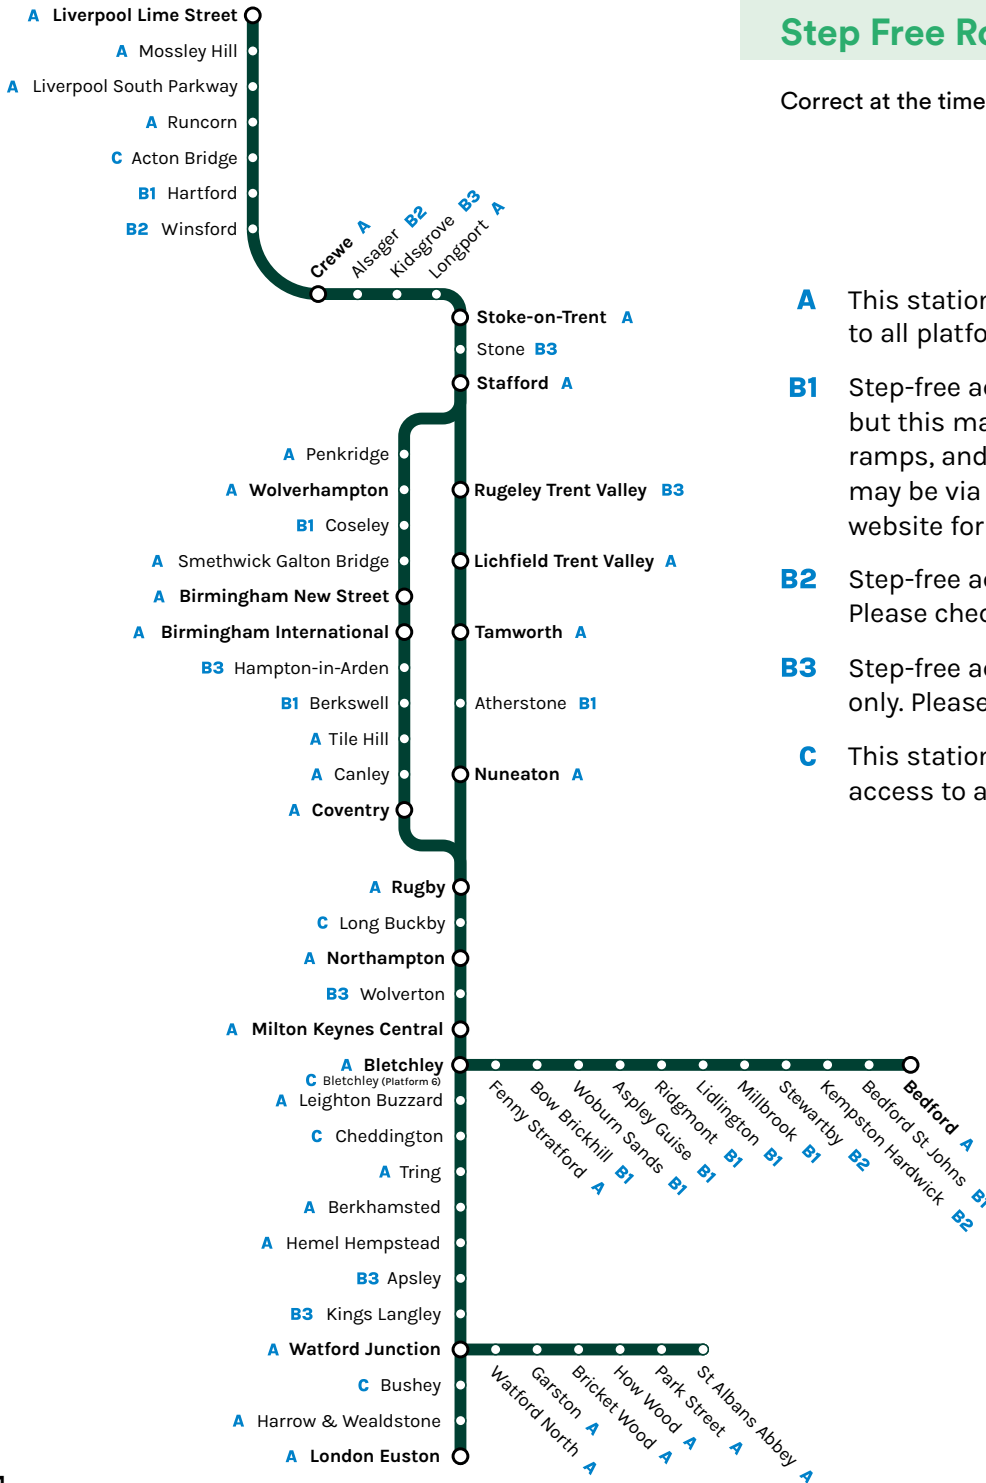 A Liverpool Lime Street
A Mossley Hill
A Liverpool South Parkway
A Runcorn
C Acton Bridge
B1 Hartford
B2 Winsford
Crewe A
Alsager B2
Kidsgrove B3
Longport A
Stoke-on-Trent A
Stone B3
Stafford A
A Penkridge
A Wolverhampton
B1 Coseley
A Smethwick Galton Bridge
A Birmingham New Street
A Birmingham International
B3 Hampton-in-Arden
B1 Berkswell
A Tile Hill
A Canley
A Coventry
Rugeley Trent Valley B3
Lichfield Trent Valley A
Tamworth A
Atherstone B1
Nuneaton A
A Rugby
C Long Buckby
A Northampton
B3 Wolverton
A Milton Keynes Central
A Bletchley
C Bletchley (Platform 6)
A Leighton Buzzard
C Cheddington
A Tring
A Berkhamsted
A Hemel Hempstead
B3 Apsley
B3 Kings Langley
A Watford Junction
C Bushey
A Harrow & Wealdstone
A London Euston
Fenny Stratford A
Bow Brickhill B1
Woburn Sands B1
Aspley Guise B1
Ridgmont B1
Lidlington B1
Millbrook B1
Stewartby B2
Kempston Hardwick B2
Bedford St Johns B1
Bedford A
Watford North A
Garston A
Bricket Wood A
How Wood A
Park Street A
St Albans Abbey A
Step Free
Correct at the time
A This station
to all
B1 Step-free
but this
ramps, and
may be via
website for
B2 Step-free
Please
B3 Step-free
only. Please
C This station
access to